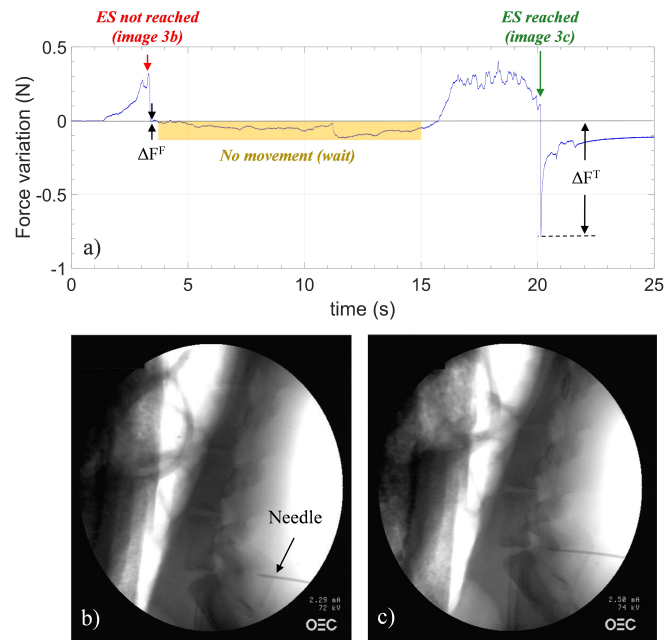 ES not reached
(image 3b)
ES reached
(image 3c)
0.5
0
-0.5
-1
Force variation (N)
ΔFᶠ
No movement (wait)
ΔFᵀ
a)
0 5 10 15 20 25
time (s)
Needle
2.29 mA
72 kV
OEC
b)
2.50 mA
74 kV
OEC
c)